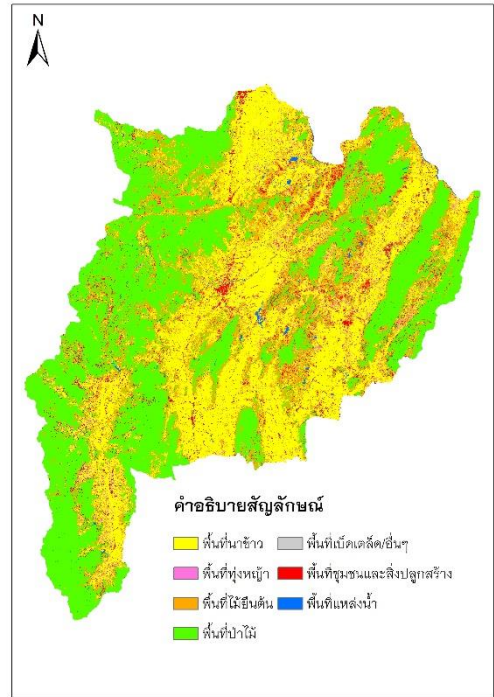 N
คำอธิบายสัญลักษณ์
พื้นที่นาข้าว
พื้นที่เบ็ดเตล็ด/อื่นๆ
พื้นที่ทุ่งหญ้า
พื้นที่ชุมชนและสิ่งปลูกสร้าง
พื้นที่ไม้ยืนต้น
พื้นที่แหล่งน้ำ
พื้นที่ป่าไม้